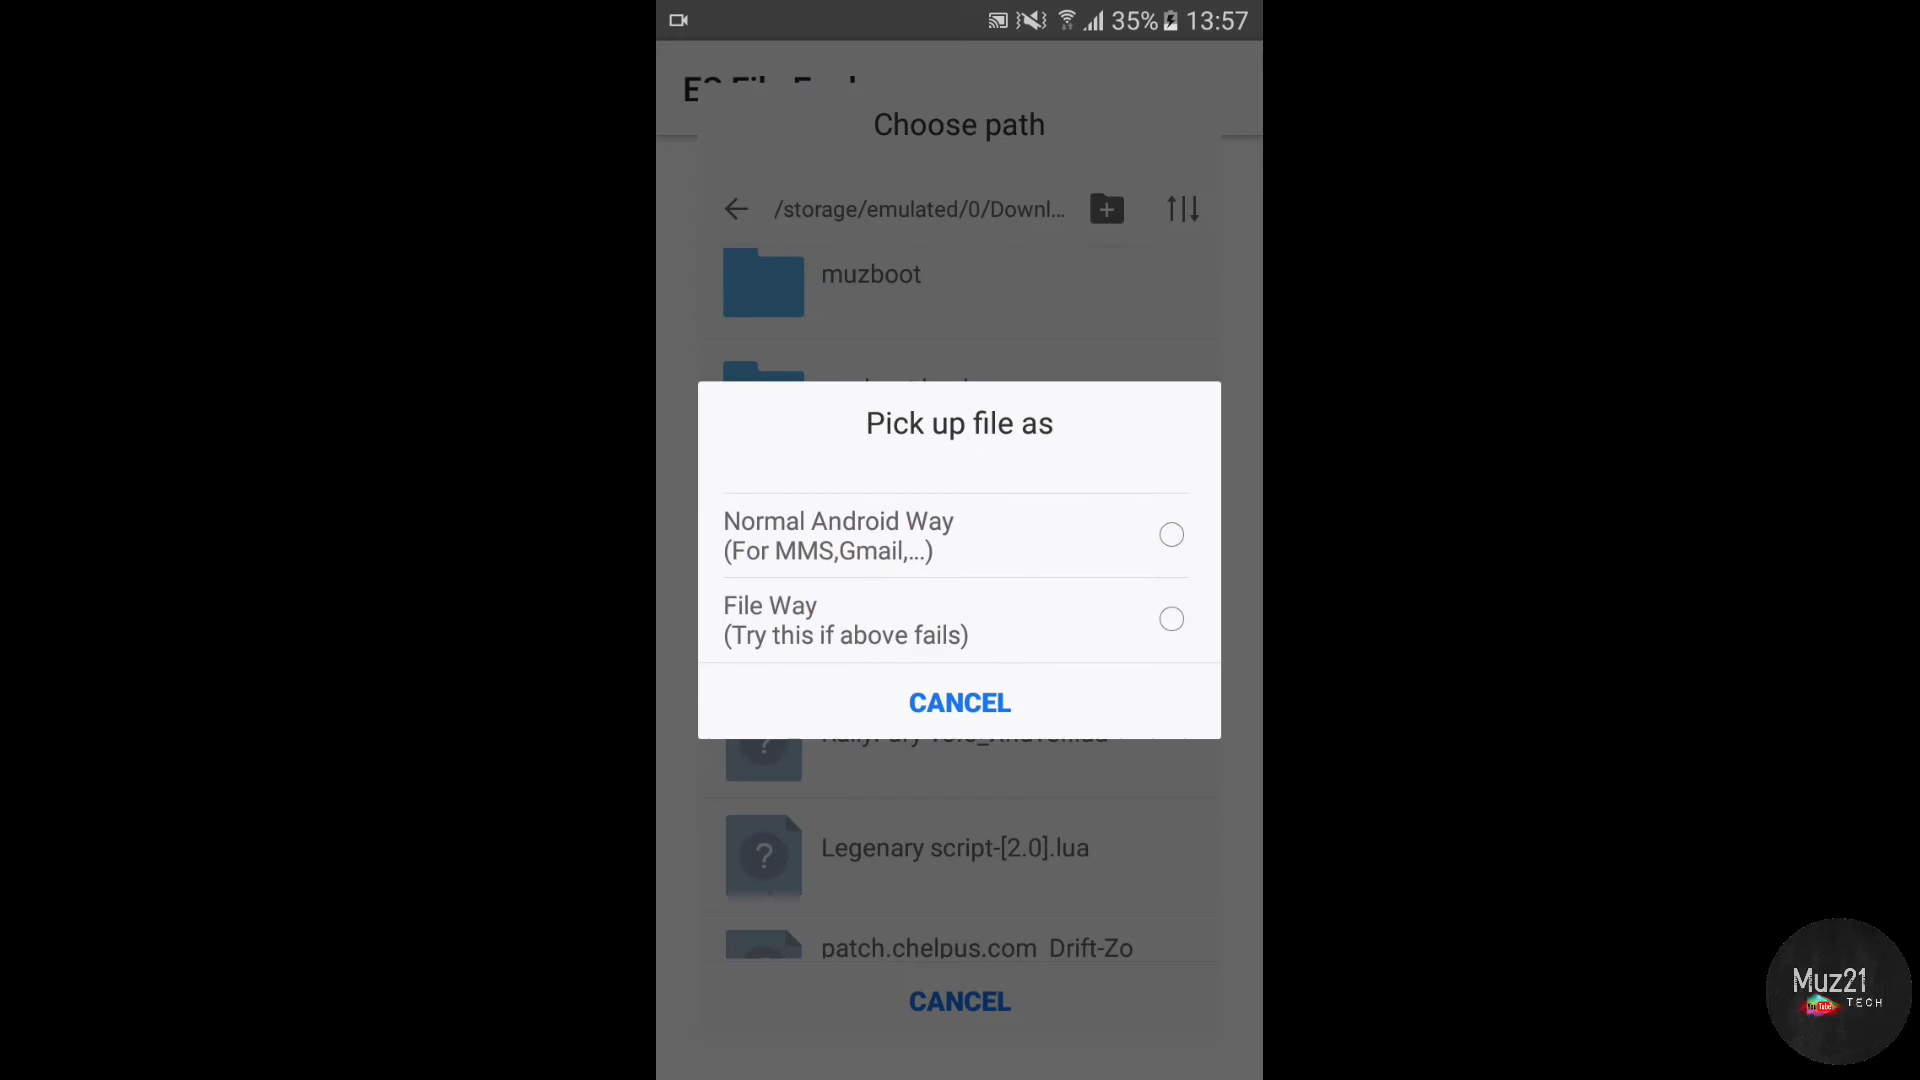 35% 13:57
Choose path
/storage/emulated/0/Downl...
muzboot
Pick up file as
Normal Android Way
(For MMS,Gmail,...)
File Way
(Try this if above fails)
CANCEL
Legenary script-[2.0].lua
patch.chelpus.com_Drift-Zo
CANCEL
Muz21
YouTube TECH